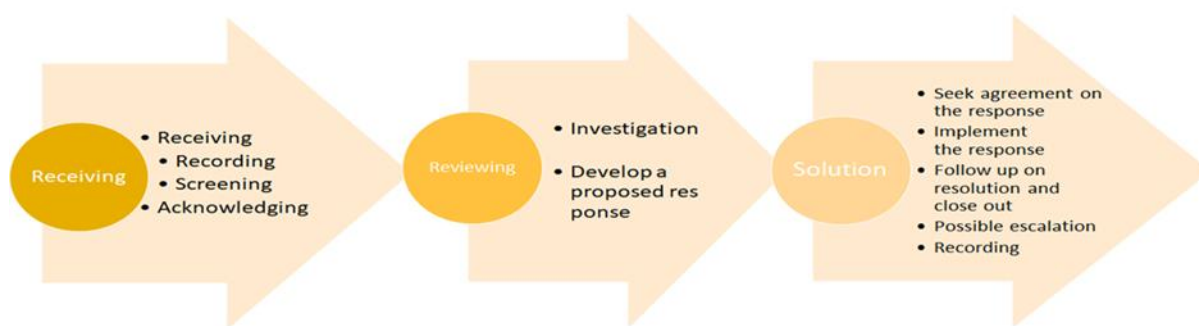 Receiving
• Receiving
• Recording
• Screening
• Acknowledging
Reviewing
• Investigation
• Develop a
proposed res
ponse
Solution
• Seek agreement on
the response
• Implement
the response
• Follow up on
resolution and
close out
• Possible escalation
• Recording